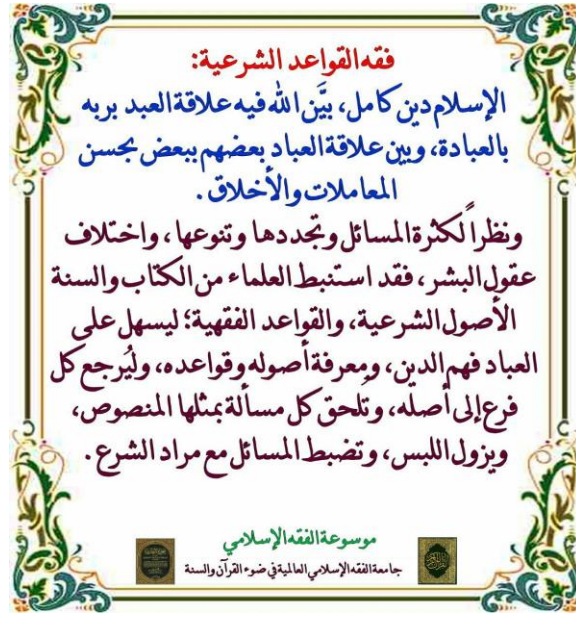 فقه القواعد الشرعية:
الإسلام دين كامل، بيَّن الله فيه علاقة العبد بربه
بالعبادة، وبين علاقة العباد بعضهم ببعض بحسن
المعاملات والأخلاق.
ونظراً لكثرة المسائل وتجددها وتنوعها، واختلاف
عقول البشر، فقد استنبط العلماء من الكتاب والسنة
الأصول الشرعية، والقواعد الفقهية؛ ليسهل على
العباد فهم الدين، ومعرفة أصوله وقواعده، وليُرجع كل
فرع إلى أصله، وتُلحق كل مسألة بمثلها المنصوص،
ويزول اللبس، وتضبط المسائل مع مراد الشرع.
موسوعة الفقه الإسلامي
جامعة الفقه الإسلامي العالمية في ضوء القرآن والسنة